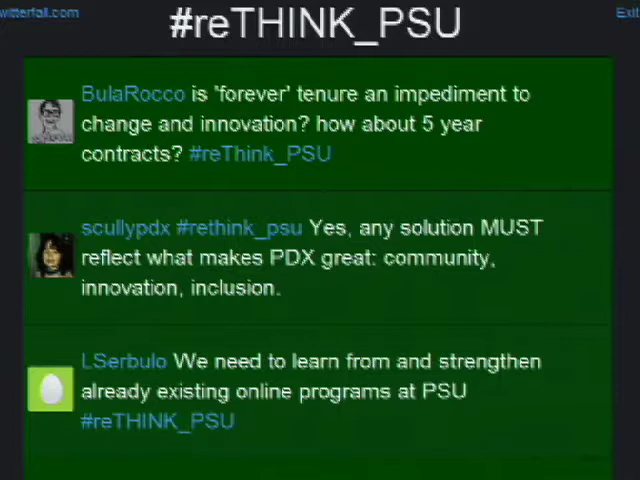 witterfall.com
#reTHINK_PSU
Exit
BulaRocco is 'forever' tenure an impediment to
change and innovation? how about 5 year
contracts? #reThink_PSU
scullypdx #rethink_psu Yes, any solution MUST
reflect what makes PDX great: community,
innovation, inclusion.
LSerbulo We need to learn from and strengthen
already existing online programs at PSU
#reTHINK_PSU